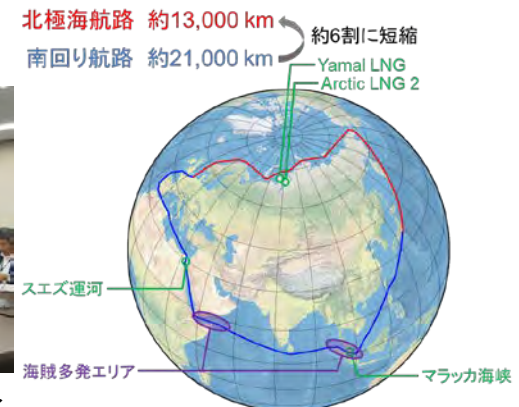 北極海航路 約13,000 km
約6割に短縮
南回り航路 約21,000 km
Yamal LNG
Arctic LNG 2
スエズ運河
海賊多発エリア
マラッカ海峡